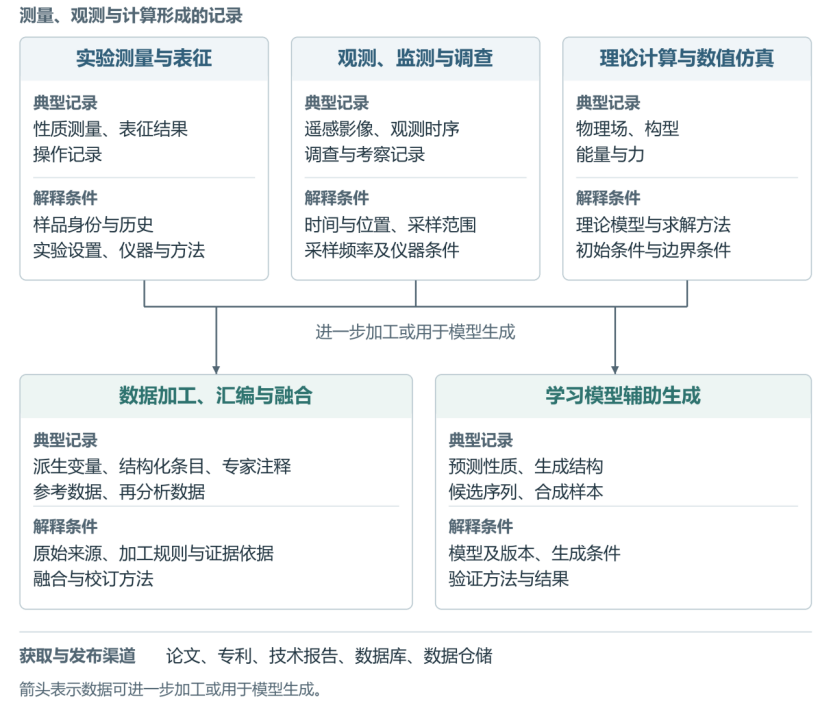 测量、观测与计算形成的记录
实验测量与表征
典型记录
性质测量、表征结果
操作记录
解释条件
样品身份与历史
实验设置、仪器与方法
观测、监测与调查
典型记录
遥感影像、观测时序
调查与考察记录
解释条件
时间与位置、采样范围
采样频率及仪器条件
理论计算与数值仿真
典型记录
物理场、构型
能量与力
解释条件
理论模型与求解方法
初始条件与边界条件
进一步加工或用于模型生成
数据加工、汇编与融合
典型记录
派生变量、结构化条目、专家注释
参考数据、再分析数据
解释条件
原始来源、加工规则与证据依据
融合与校订方法
学习模型辅助生成
典型记录
预测性质、生成结构
候选序列、合成样本
解释条件
模型及版本、生成条件
验证方法与结果
获取与发布渠道 论文、专利、技术报告、数据库、数据仓储
箭头表示数据可进一步加工或用于模型生成。